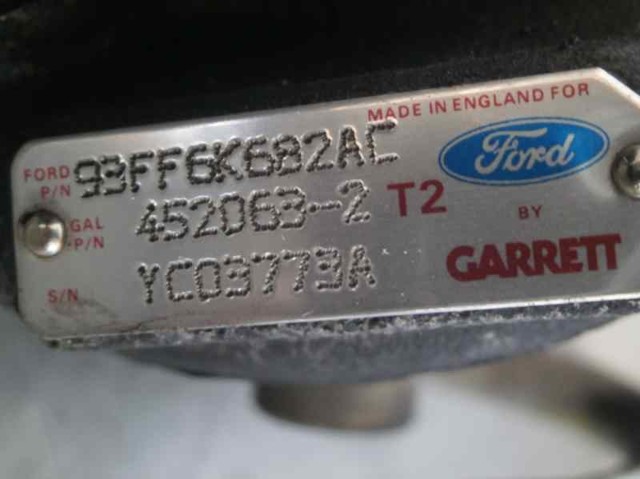 MADE IN ENGLAND FOR
FORD P/N 93FF6K682AC
Ford
GAL P/N 452063-2 T2
BY
S/N YC03773A
GARRETT